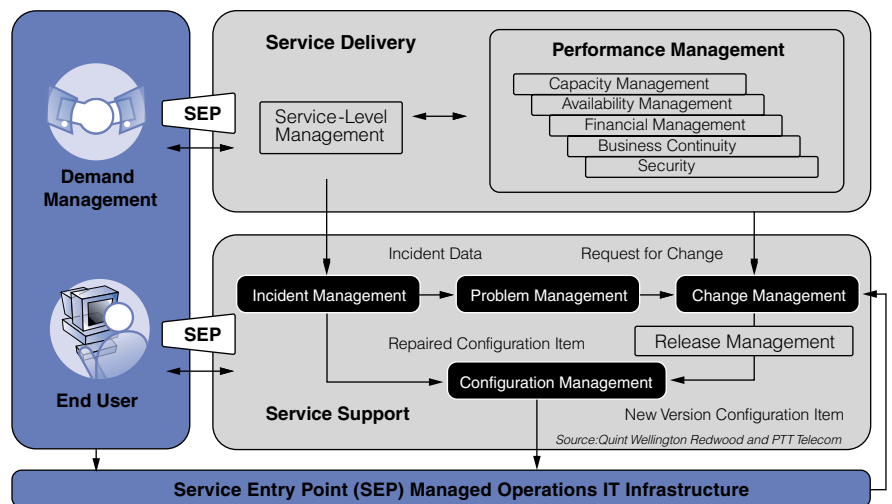 Service Delivery
Performance Management
Capacity Management
Availability Management
Financial Management
Business Continuity
Security
SEP
Service-Level
Management
Demand
Management
Incident Data
Request for Change
Incident Management
Problem Management
Change Management
SEP
Repaired Configuration Item
Release Management
Configuration Management
End User
Service Support
New Version Configuration Item
Source:Quint Wellington Redwood and PTT Telecom
Service Entry Point (SEP) Managed Operations IT Infrastructure